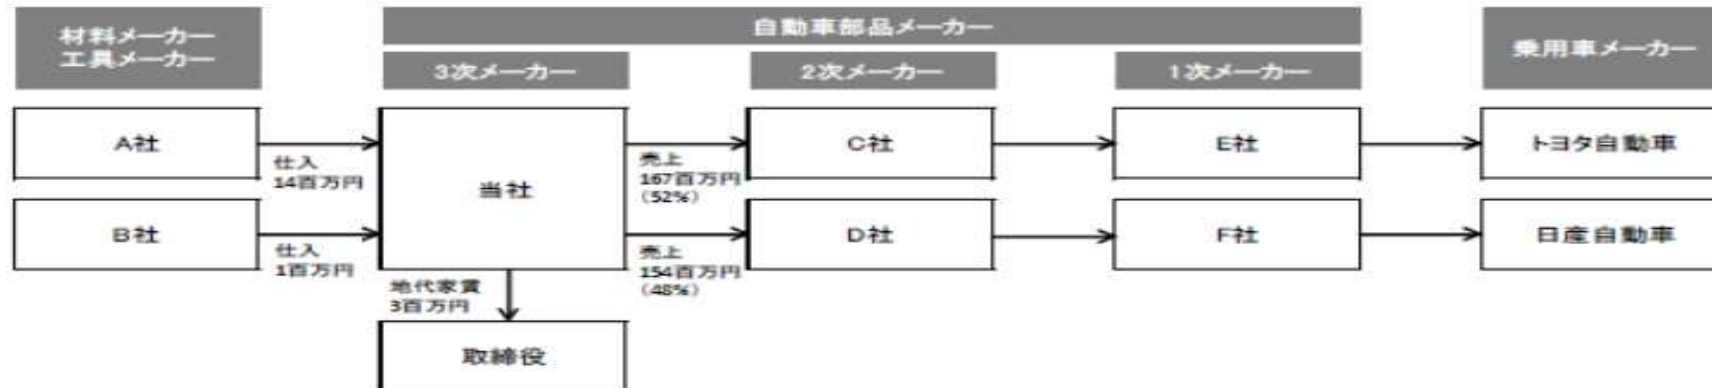 材料メーカー
工具メーカー
自動車部品メーカー
乗用車メーカー
3次メーカー
2次メーカー
1次メーカー
A社
当社
C社
E社
トヨタ自動車
仕入
14百万円
売上
167百万円
(52%)
B社
D社
F社
日産自動車
仕入
1百万円
売上
154百万円
(48%)
地代家賃
3百万円
取締役